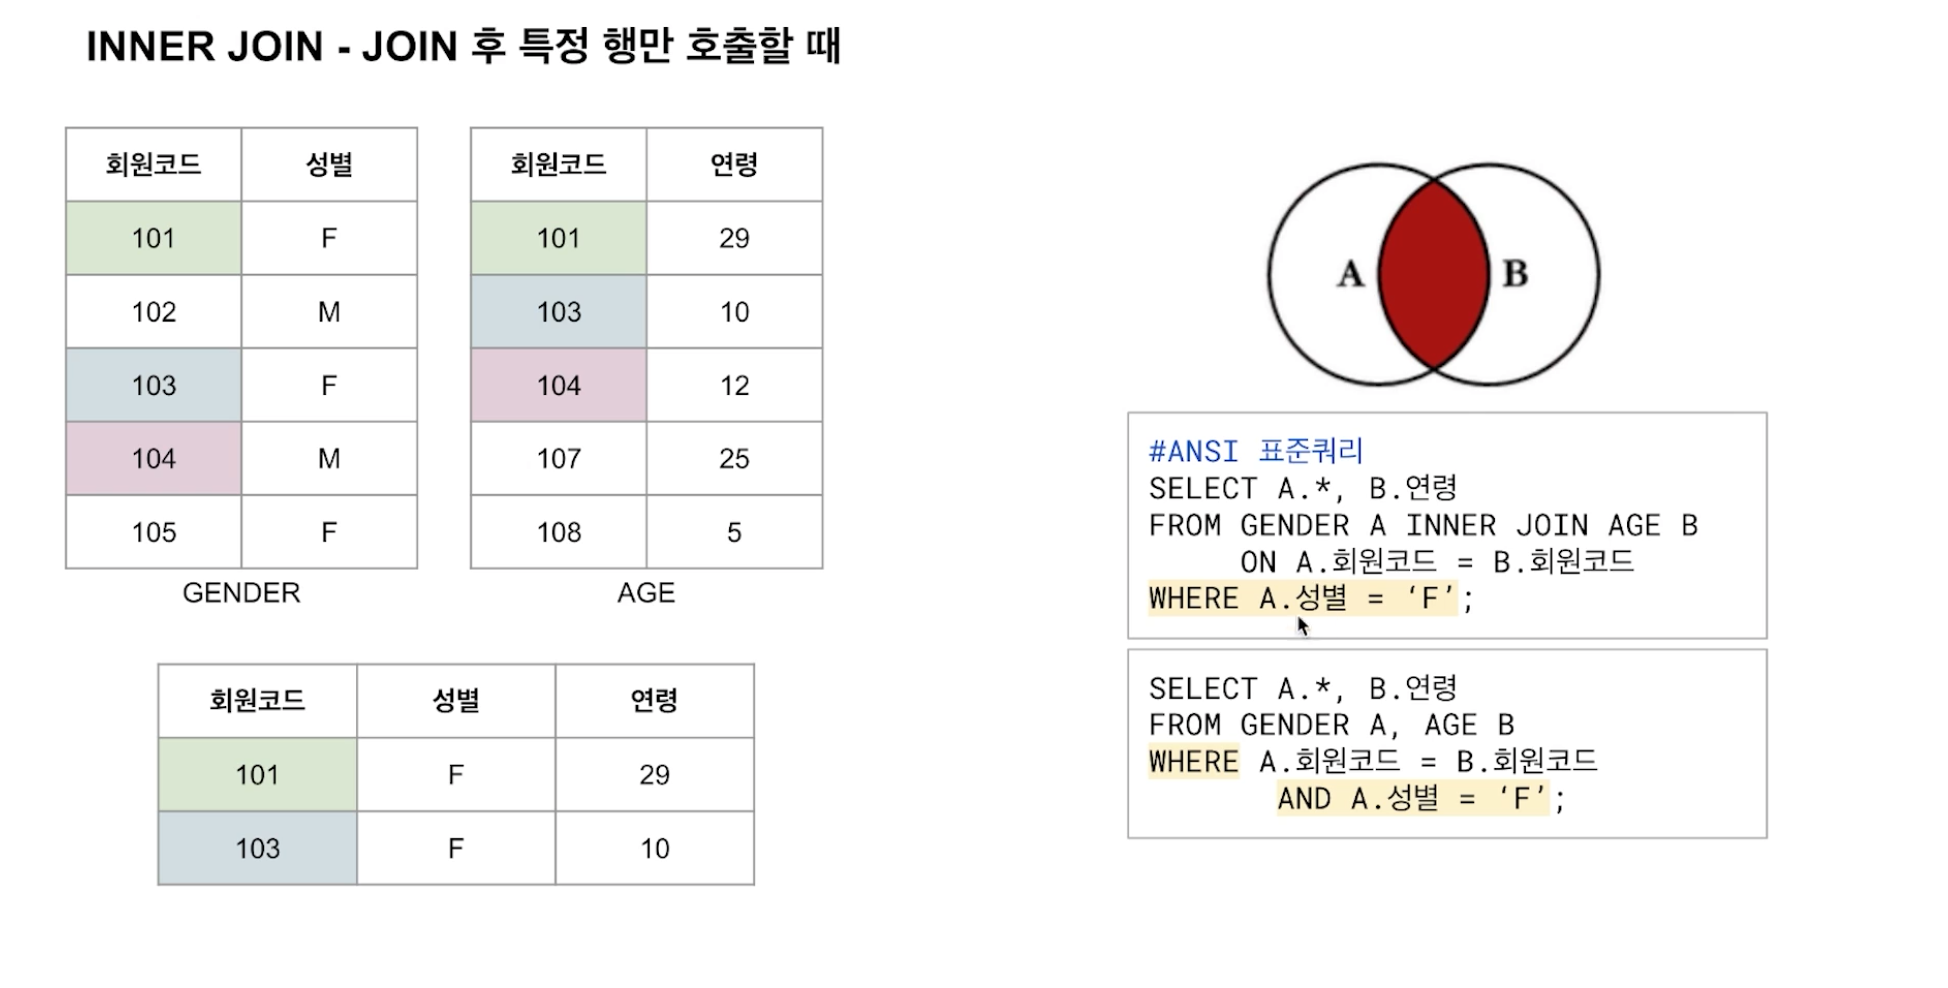 INNER JOIN - JOIN 후 특정 행만 호출할 때
회원코드 성별
101 F
102 M
103 F
104 M
105 F
GENDER
회원코드 연령
101 29
103 10
104 12
107 25
108 5
AGE
회원코드 성별 연령
101 F 29
103 F 10
A B
#ANSI 표준쿼리
SELECT A.*, B.연령
FROM GENDER A INNER JOIN AGE B
ON A.회원코드 = B.회원코드
WHERE A.성별 = ‘F’;
SELECT A.*, B.연령
FROM GENDER A, AGE B
WHERE A.회원코드 = B.회원코드
AND A.성별 = ‘F’;